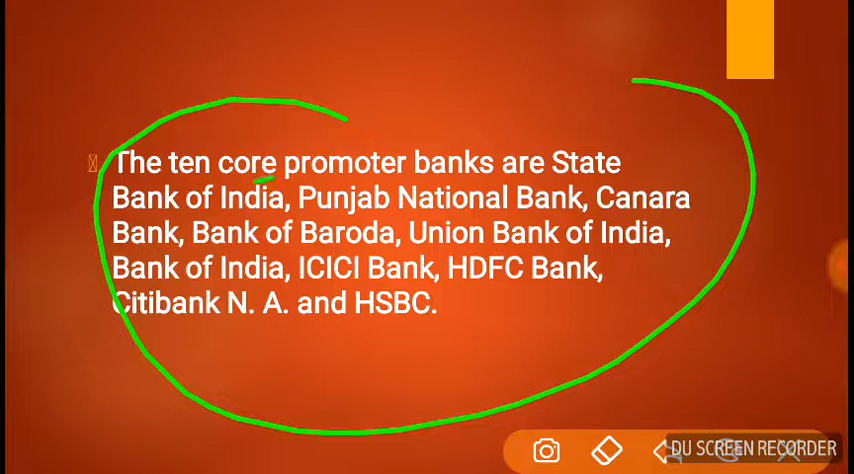 The ten core promoter banks are State
Bank of India, Punjab National Bank, Canara
Bank, Bank of Baroda, Union Bank of India,
Bank of India, ICICI Bank, HDFC Bank,
Citibank N. A. and HSBC.
DU SCREEN RECORDER